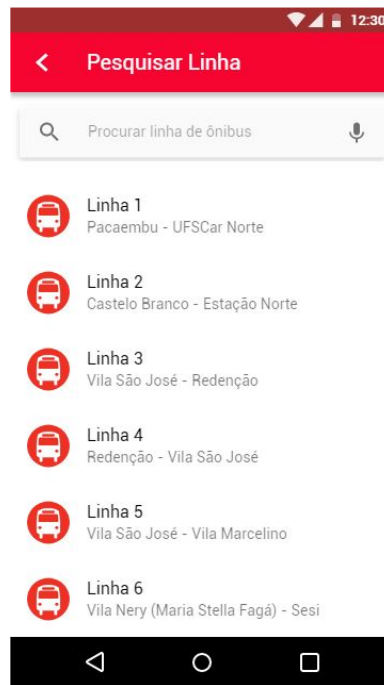 12:30
Pesquisar Linha
Procurar linha de ônibus
Linha 1
Pacaembu - UFSCar Norte
Linha 2
Castelo Branco - Estação Norte
Linha 3
Vila São José - Redenção
Linha 4
Redenção - Vila São José
Linha 5
Vila São José - Vila Marcelino
Linha 6
Vila Nery (Maria Stella Fagá) - Sesi